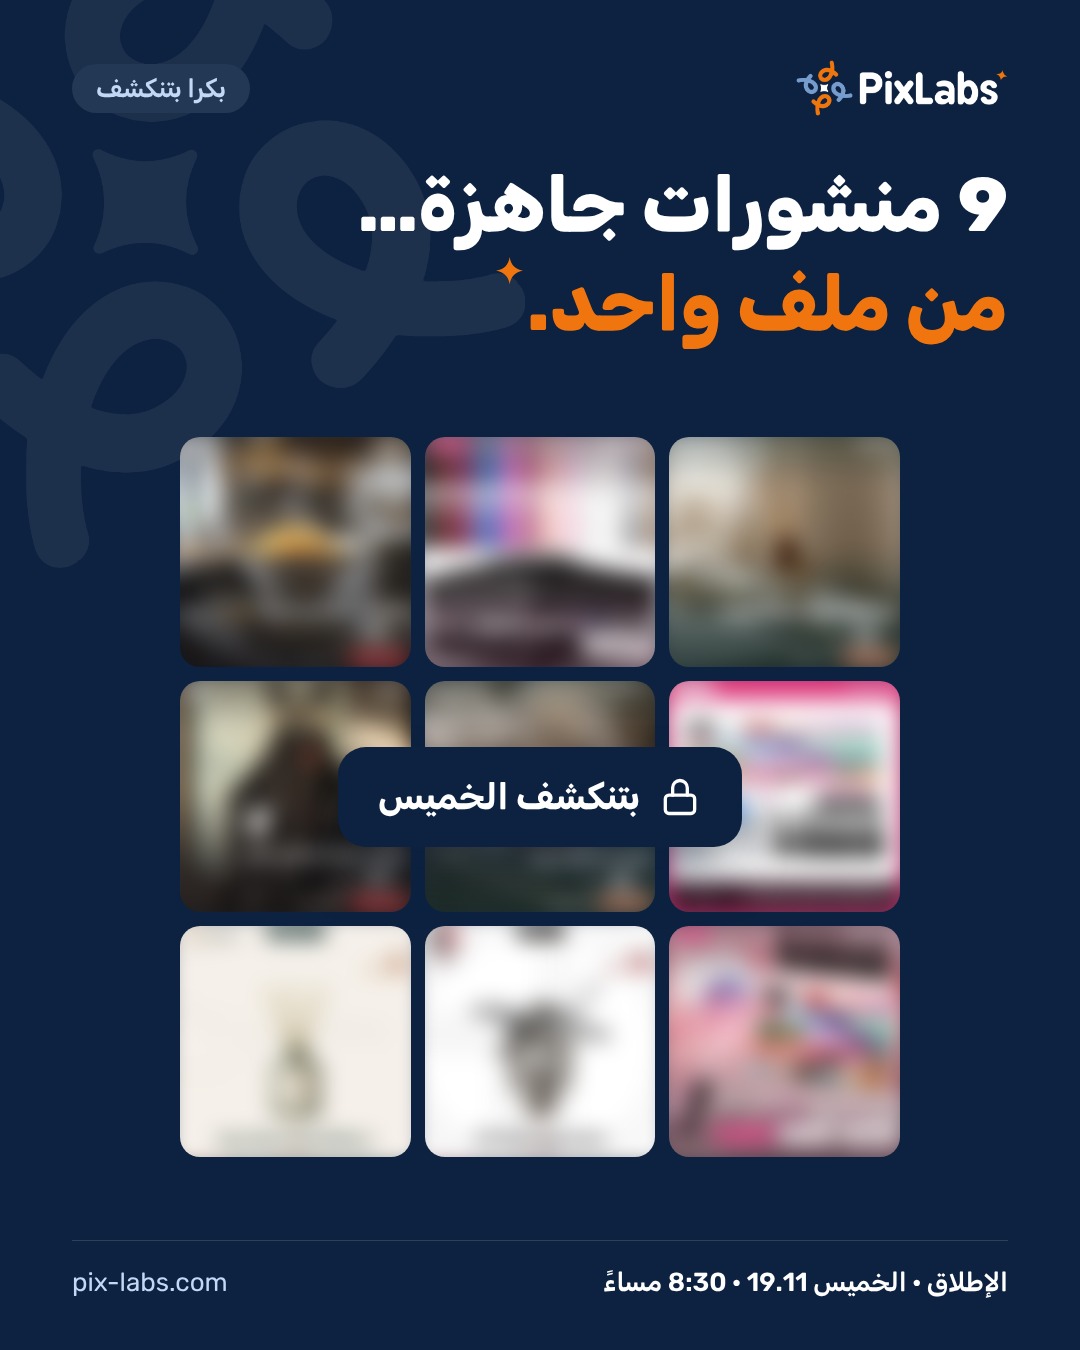 PixLabs
بكرا بتنكشف
9 منشورات جاهزة...
من ملف واحد.
بتنكشف الخميس
الإطلاق • الخميس 19.11 • 8:30 مساءً
pix-labs.com